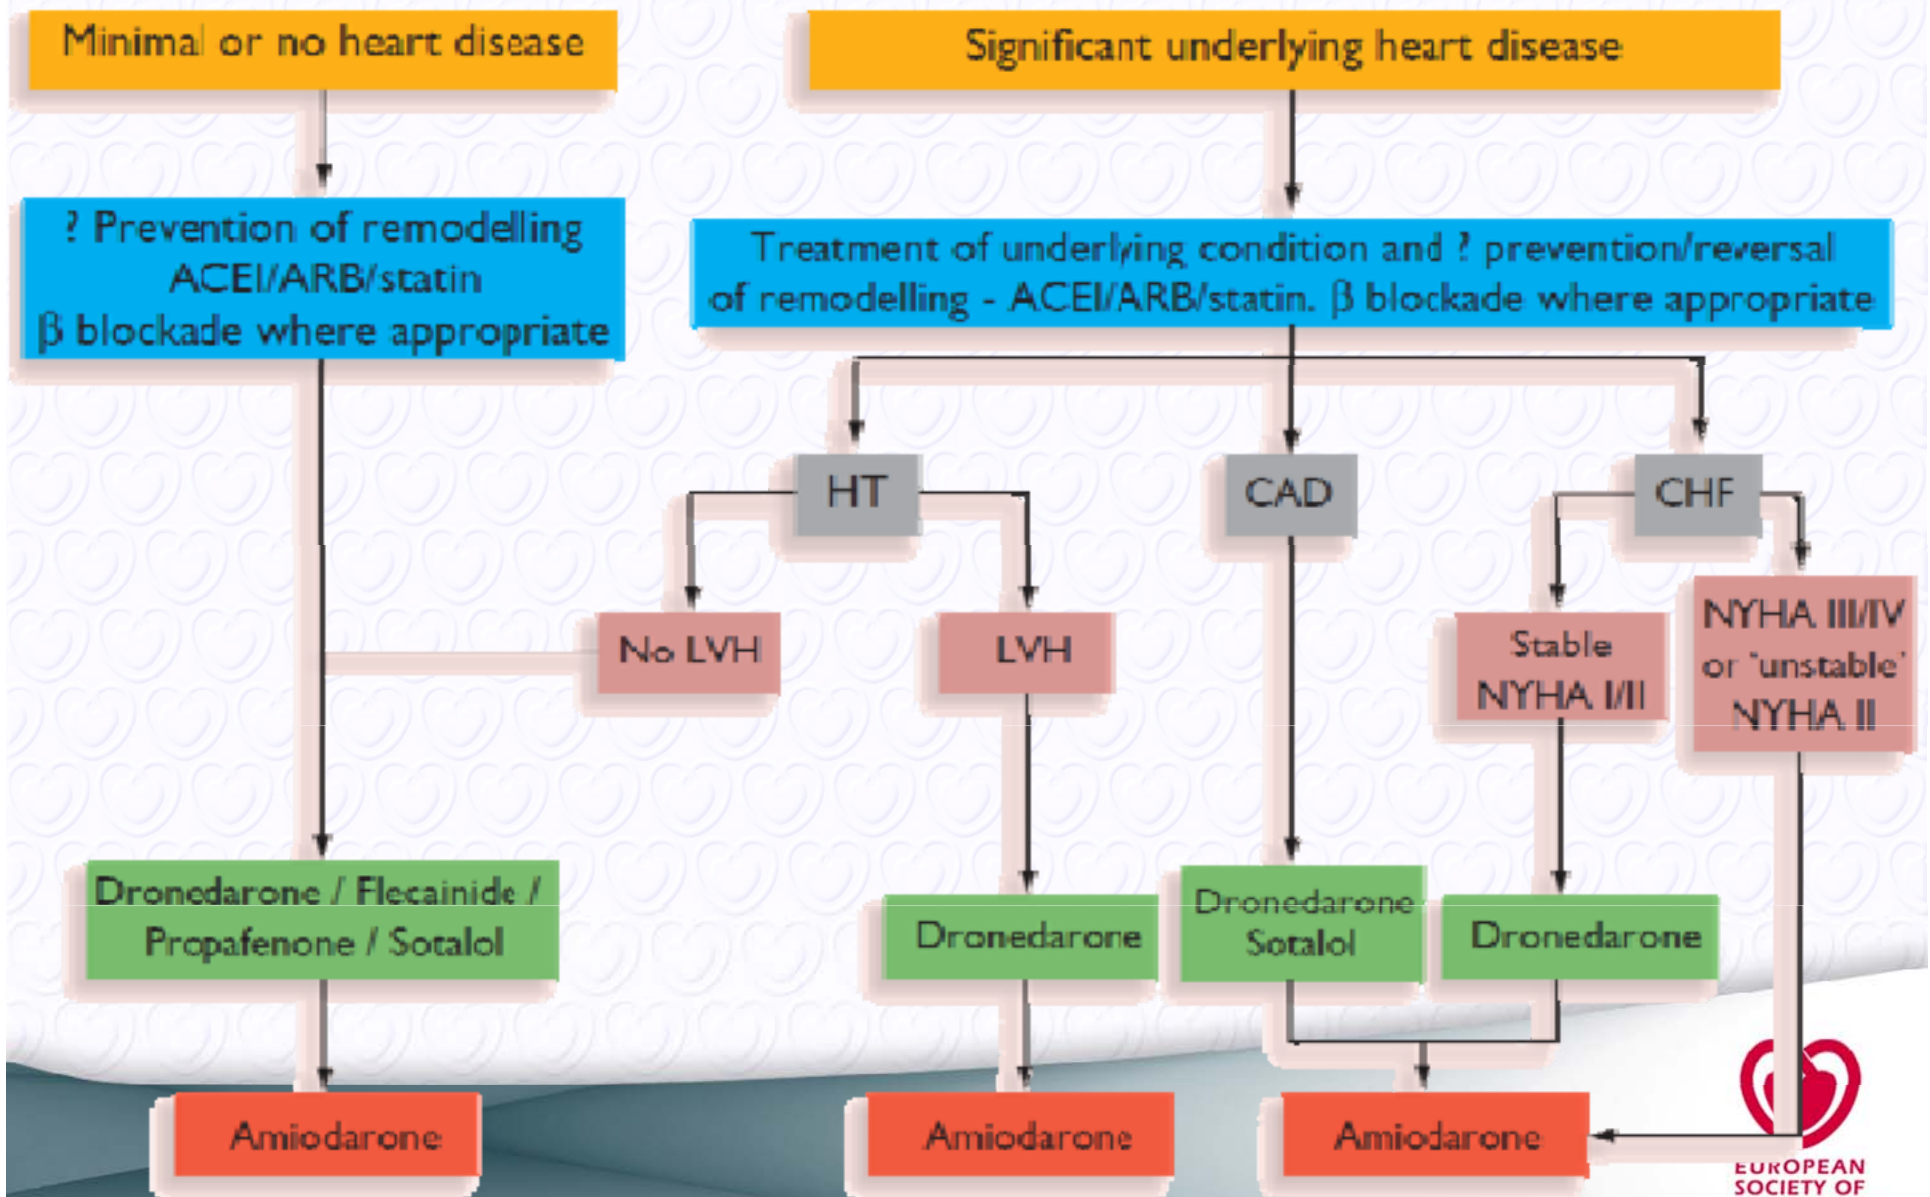 Minimal or no heart disease
Significant underlying heart disease
? Prevention of remodelling
ACEI/ARB/statin
β blockade where appropriate
Treatment of underlying condition and ? prevention/reversal
of remodelling - ACEI/ARB/statin. β blockade where appropriate
HT
CAD
CHF
No LVH
LVH
Stable
NYHA I/II
NYHA III/IV
or 'unstable'
NYHA II
Dronedarone / Flecainide /
Propafenone / Sotalol
Dronedarone
Dronedarone
Sotalol
Dronedarone
Amiodarone
Amiodarone
Amiodarone
EUROPEAN
SOCIETY OF